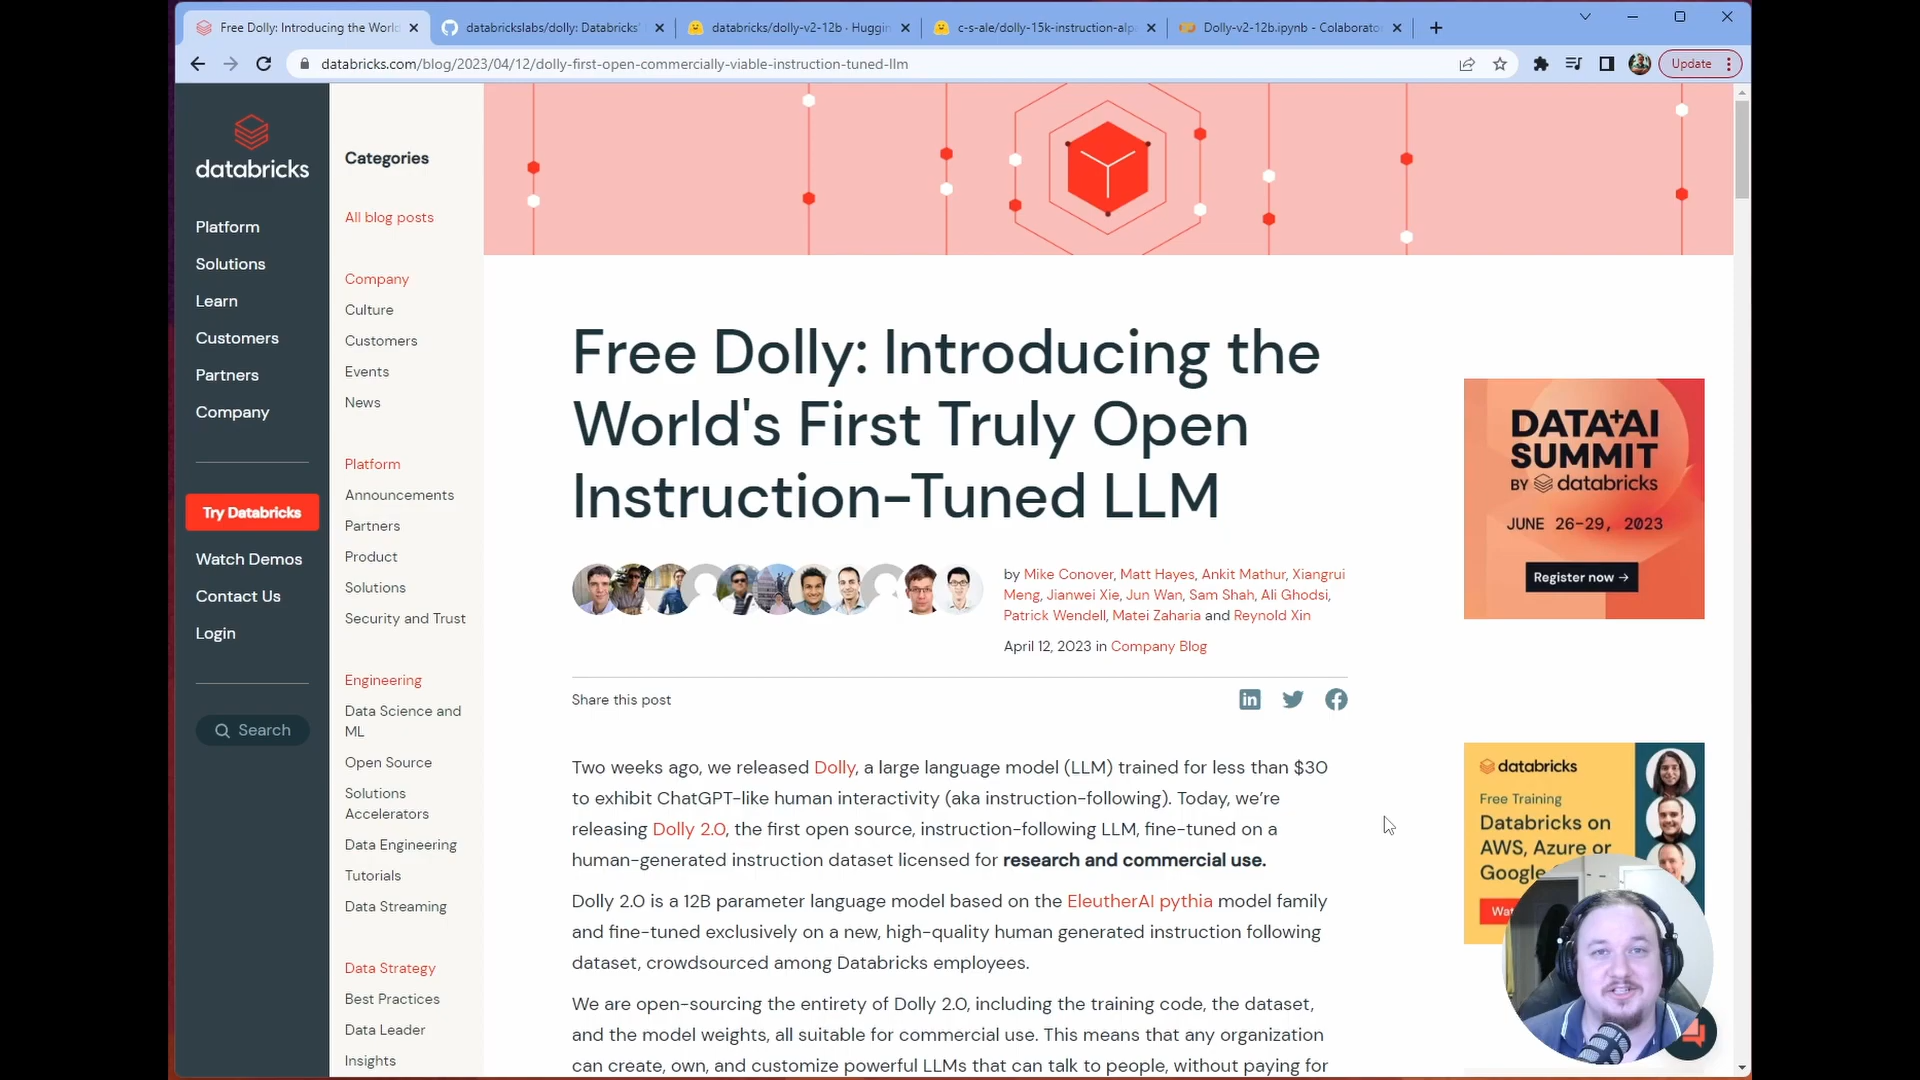 Free Dolly: Introducing the World
databrickslabs/dolly: Databricks'
databricks/dolly-v2-12b · Huggin
c-s-ale/dolly-15k-instruction-alpa
Dolly-v2-12b.ipynb - Colaborato
databricks.com/blog/2023/04/12/dolly-first-open-commercially-viable-instruction-tuned-llm
Update
databricks
Platform
Solutions
Learn
Customers
Partners
Company
Try Databricks
Watch Demos
Contact Us
Login
Search
Categories
All blog posts
Company
Culture
Customers
Events
News
Platform
Announcements
Partners
Product
Solutions
Security and Trust
Engineering
Data Science and
ML
Open Source
Solutions
Accelerators
Data Engineering
Tutorials
Data Streaming
Data Strategy
Best Practices
Data Leader
Insights
Free Dolly: Introducing the
World's First Truly Open
Instruction-Tuned LLM
by Mike Conover, Matt Hayes, Ankit Mathur, Xiangrui
Meng, Jianwei Xie, Jun Wan, Sam Shah, Ali Ghodsi,
Patrick Wendell, Matei Zaharia and Reynold Xin
April 12, 2023 in Company Blog
Share this post
Two weeks ago, we released Dolly, a large language model (LLM) trained for less than $30
to exhibit ChatGPT-like human interactivity (aka instruction-following). Today, we're
releasing Dolly 2.0, the first open source, instruction-following LLM, fine-tuned on a
human-generated instruction dataset licensed for research and commercial use.
Dolly 2.0 is a 12B parameter language model based on the EleutherAI pythia model family
and fine-tuned exclusively on a new, high-quality human generated instruction following
dataset, crowdsourced among Databricks employees.
We are open-sourcing the entirety of Dolly 2.0, including the training code, the dataset,
and the model weights, all suitable for commercial use. This means that any organization
can create, own, and customize powerful LLMs that can talk to people, without paying for
DATA+AI
SUMMIT
BY databricks
JUNE 26-29, 2023
Register now →
databricks
Free Training
Databricks on
AWS, Azure or
Google